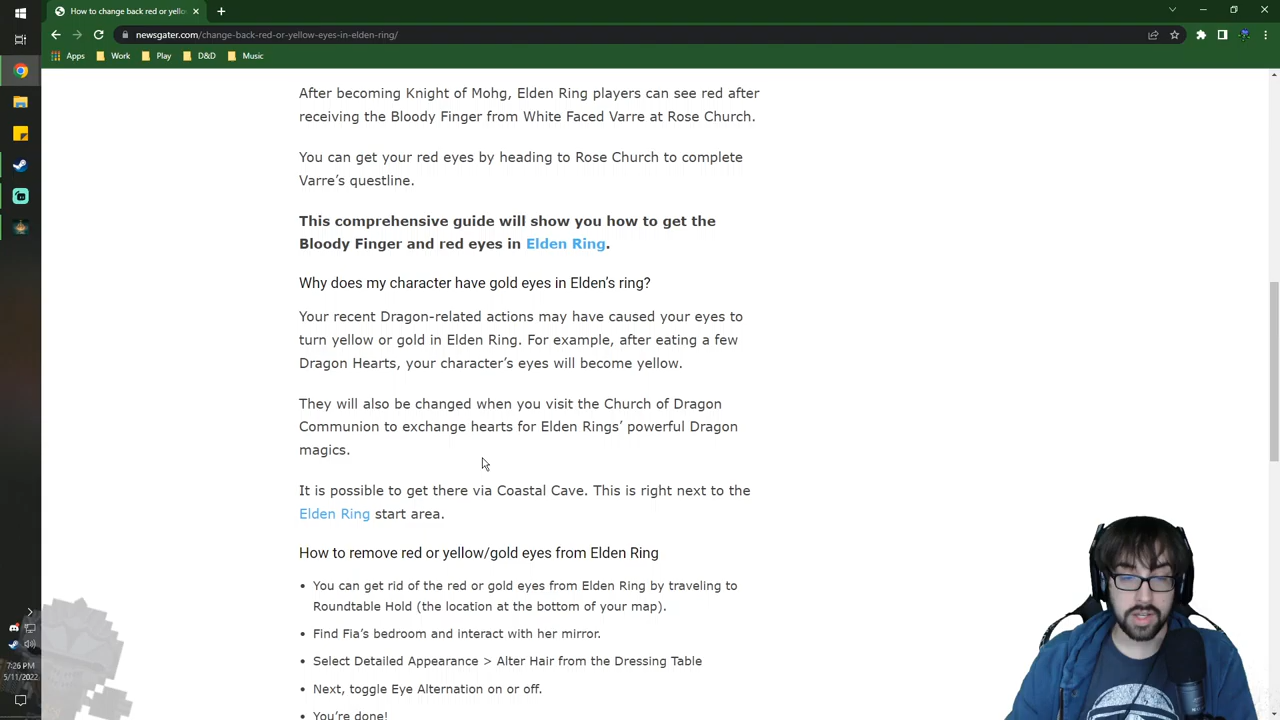 How to change back red or yello
newsgater.com/change-back-red-or-yellow-eyes-in-elden-ring/
Apps Work Play D&D Music
After becoming Knight of Mohg, Elden Ring players can see red after
receiving the Bloody Finger from White Faced Varre at Rose Church.
You can get your red eyes by heading to Rose Church to complete
Varre’s questline.
This comprehensive guide will show you how to get the
Bloody Finger and red eyes in Elden Ring.
Why does my character have gold eyes in Elden’s ring?
Your recent Dragon-related actions may have caused your eyes to
turn yellow or gold in Elden Ring. For example, after eating a few
Dragon Hearts, your character’s eyes will become yellow.
They will also be changed when you visit the Church of Dragon
Communion to exchange hearts for Elden Rings’ powerful Dragon
magics.
It is possible to get there via Coastal Cave. This is right next to the
Elden Ring start area.
How to remove red or yellow/gold eyes from Elden Ring
• You can get rid of the red or gold eyes from Elden Ring by traveling to
Roundtable Hold (the location at the bottom of your map).
• Find Fia’s bedroom and interact with her mirror.
• Select Detailed Appearance > Alter Hair from the Dressing Table
• Next, toggle Eye Alternation on or off.
• You’re done!
7:26 PM
5/11/2022